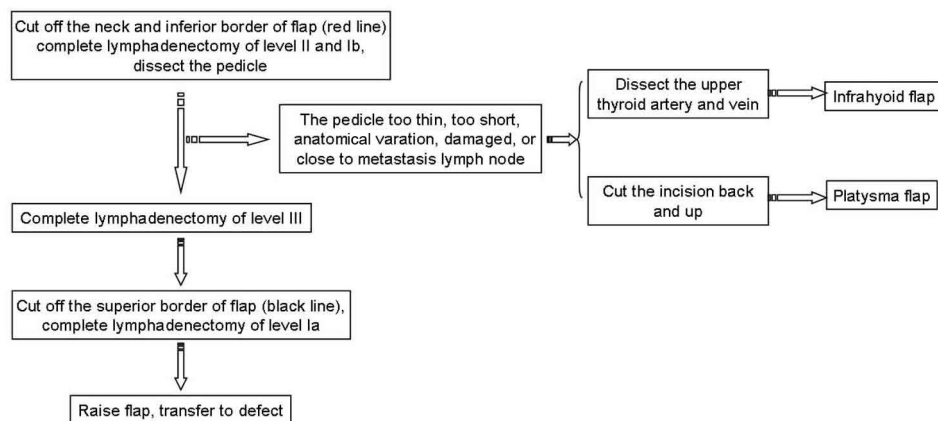 Cut off the neck and inferior border of flap (red line)
complete lymphadenectomy of level II and Ib,
dissect the pedicle
The pedicle too thin, too short,
anatomical varation, damaged, or
close to metastasis lymph node
Dissect the upper
thyroid artery and vein
Infrahyoid flap
Cut the incision back
and up
Platysma flap
Complete lymphadenectomy of level III
Cut off the superior border of flap (black line),
complete lymphadenectomy of level Ia
Raise flap, transfer to defect